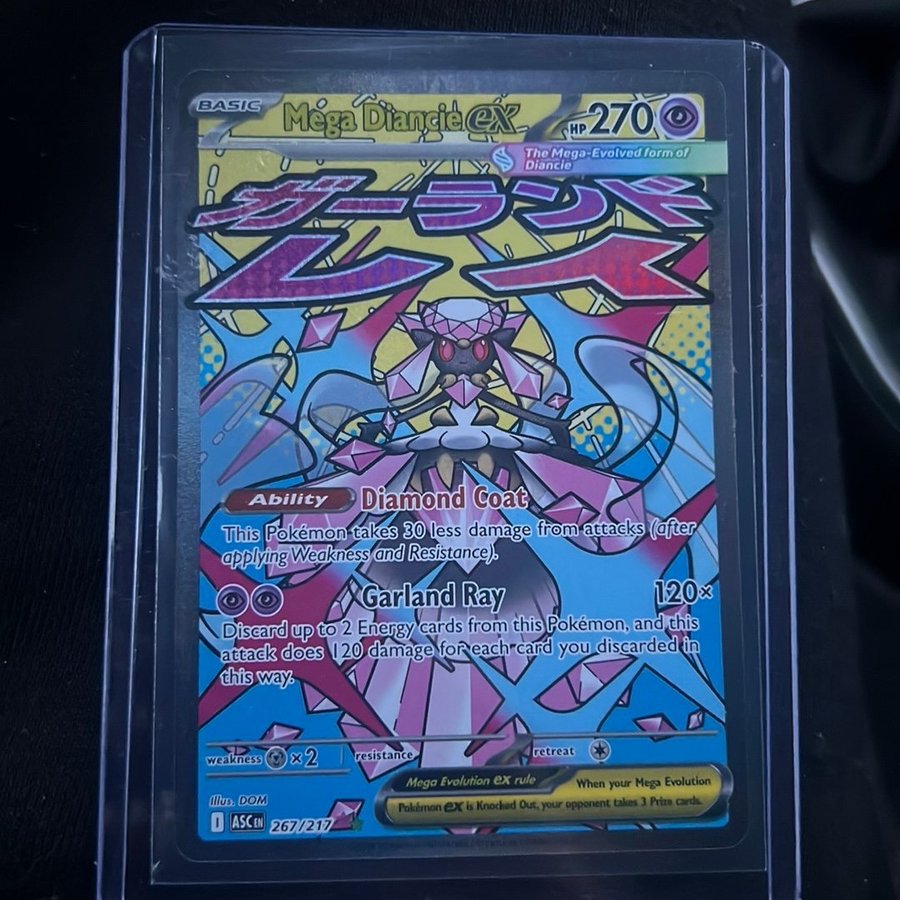 BASIC Mega Diancie ex HP 270
The Mega-Evolved form of
Diancie
ガーランド
レイ
Ability Diamond Coat
This Pokémon takes 30 less damage from attacks (after
applying Weakness and Resistance).
Garland Ray 120×
Discard up to 2 Energy cards from this Pokémon, and this
attack does 120 damage for each card you discarded in
this way.
weakness ×2 resistance retreat
Mega Evolution ex rule When your Mega Evolution
Pokémon ex is Knocked Out, your opponent takes 3 Prize cards.
Illus. DOM
I ASC EN 267/217